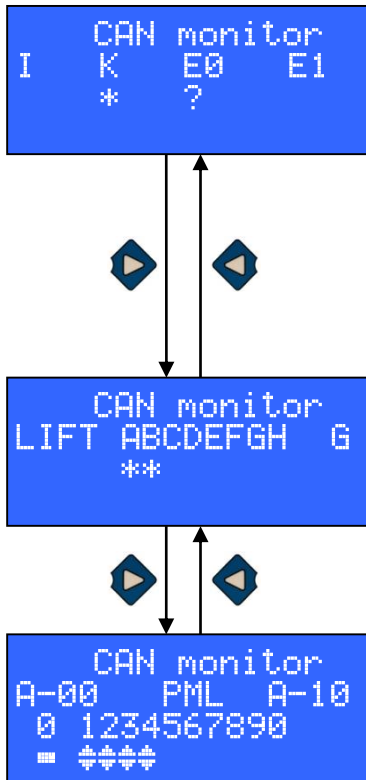 CAN monitor
I K E0 E1
* ?
CAN monitor
LIFT ABCDEFGH G
**
CAN monitor
A-00 PML A-10
0 1234567890